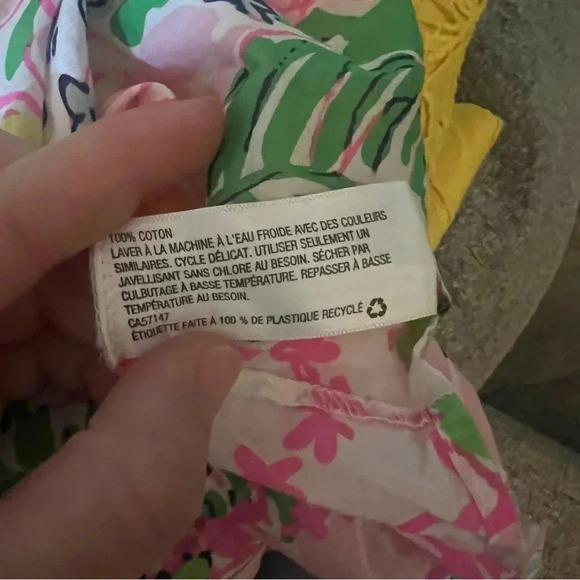 100% COTON
LAVER À LA MACHINE À L'EAU FROIDE AVEC DES COULEURS
SIMILAIRES. CYCLE DÉLICAT. UTILISER SEULEMENT UN
JAVELLISANT SANS CHLORE AU BESOIN. SÉCHER PAR
CULBUTAGE À BASSE TEMPÉRATURE. REPASSER À BASSE
TEMPÉRATURE AU BESOIN.
CA57147
ÉTIQUETTE FAITE À 100 % DE PLASTIQUE RECYCLÉ